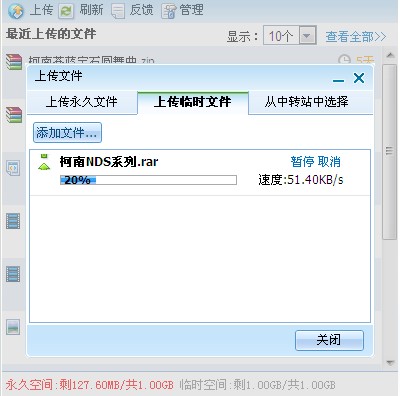 上传 刷新 反馈 管理
最近上传的文件 显示： 10个 查看全部>>
柯南苍蓝宝石圆舞曲.zip 5天
上传文件
上传永久文件 上传临时文件 从中转站中选择
添加文件...
柯南NDS系列.rar 暂停 取消
20% 速度:51.40KB/s
关闭
永久空间:剩127.60MB/共1.00GB 临时空间:剩1.00GB/共1.00GB